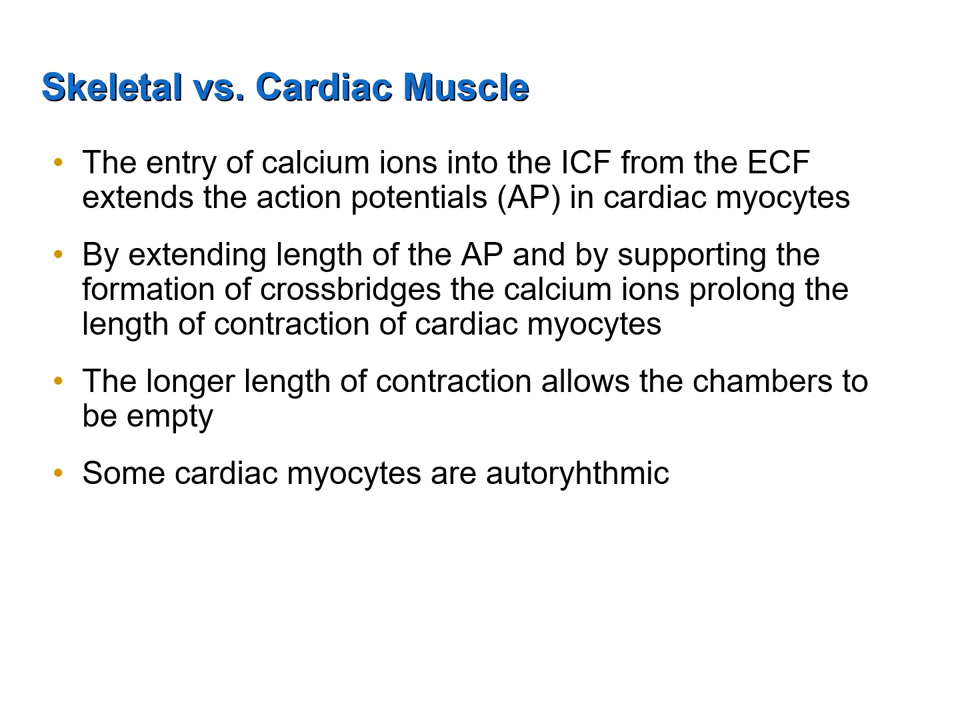 Skeletal vs. Cardiac Muscle
• The entry of calcium ions into the ICF from the ECF
extends the action potentials (AP) in cardiac myocytes
• By extending length of the AP and by supporting the
formation of crossbridges the calcium ions prolong the
length of contraction of cardiac myocytes
• The longer length of contraction allows the chambers to
be empty
• Some cardiac myocytes are autoryhthmic